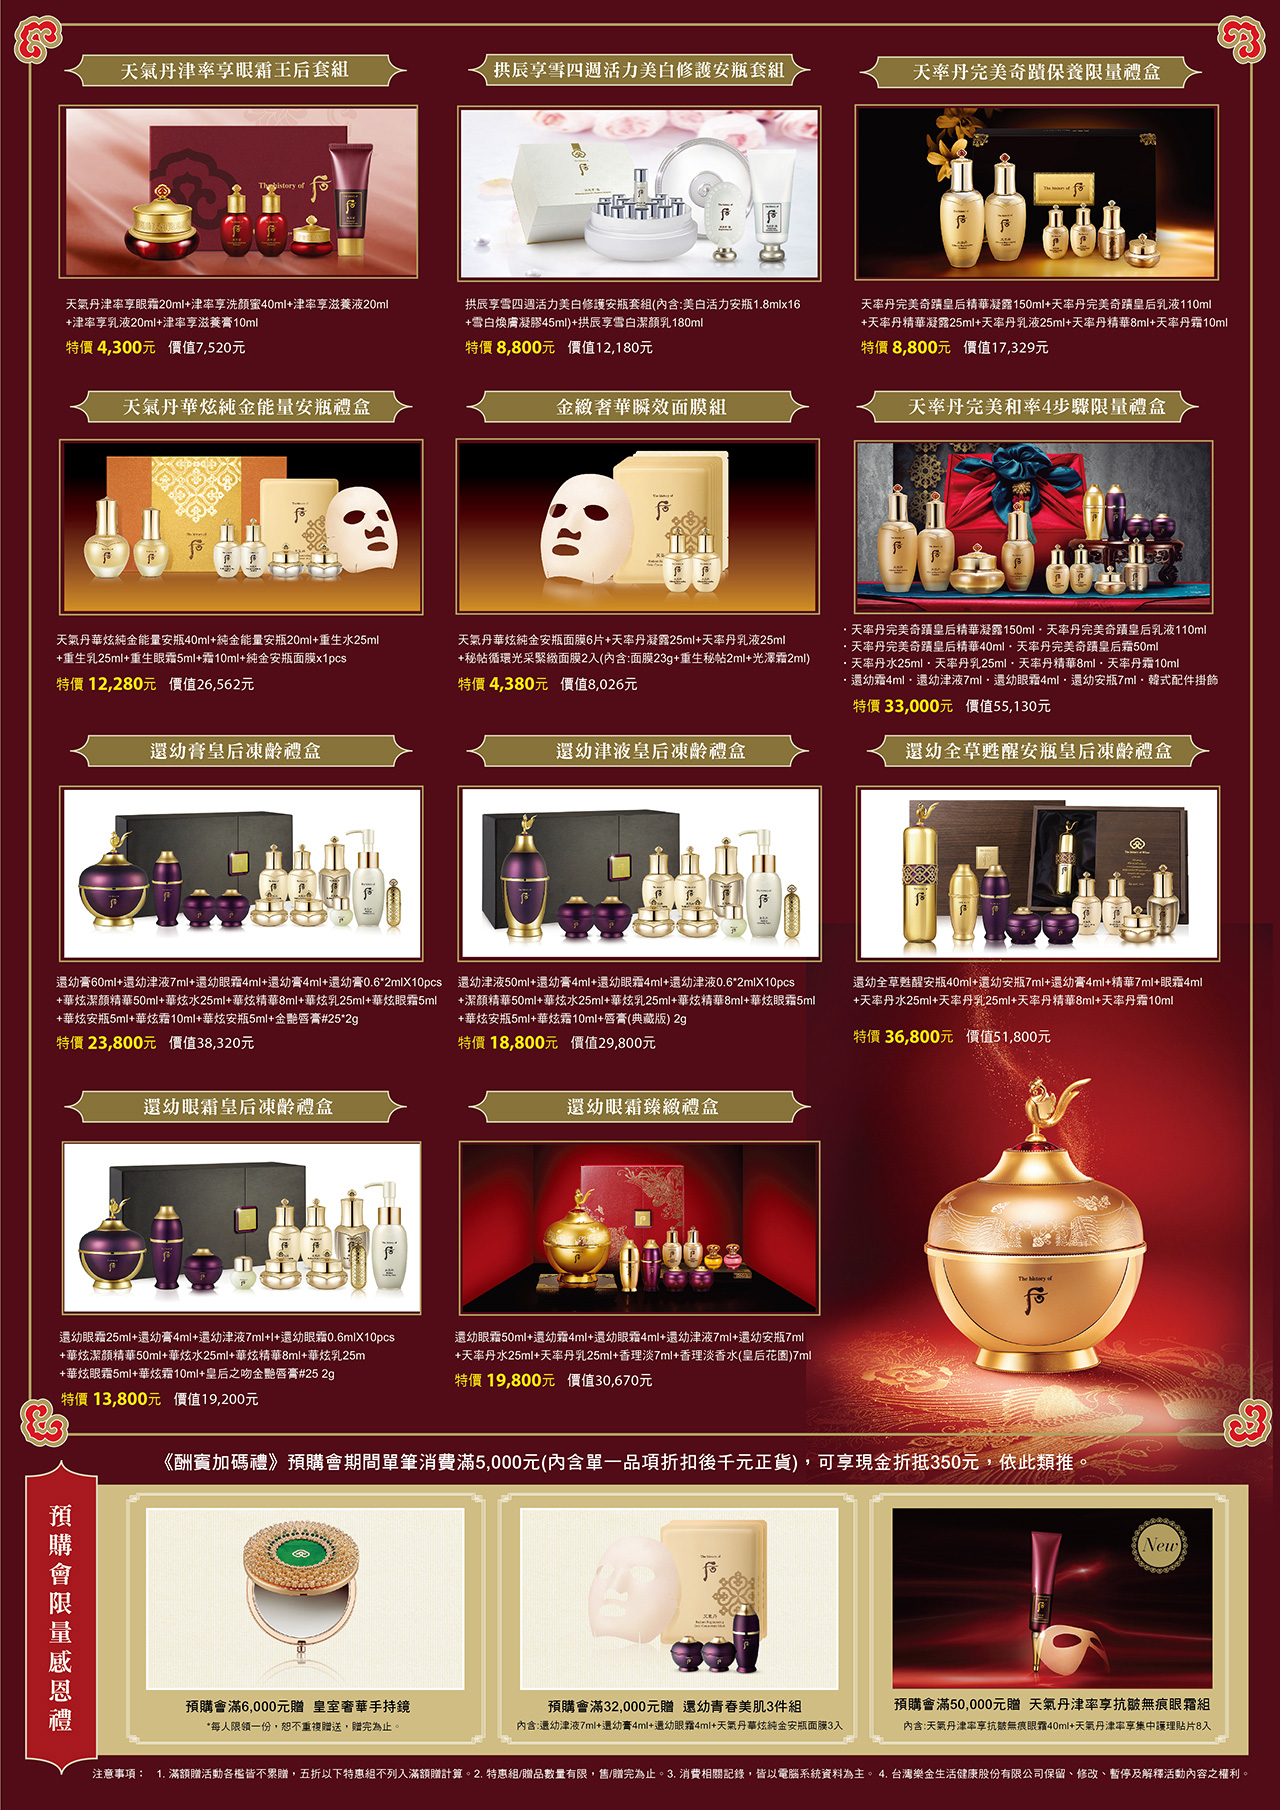 天氣丹津率享眼霜王后套組
The history of 后
天氣丹津率享眼霜20ml+津率享洗顏蜜40ml+津率享滋養液20ml
+津率享乳液20ml+津率享滋養膏10ml
特價 4,300元 價值7,520元
拱辰享雪四週活力美白修護安瓶套組
拱辰享雪四週活力美白修護安瓶套組(內含:美白活力安瓶1.8mlx16
+雪白煥膚凝膠45ml)+拱辰享雪白潔顏乳180ml
特價 8,800元 價值12,180元
天率丹完美奇蹟保養限量禮盒
The history of 后
天率丹完美奇蹟皇后精華凝露150ml+天率丹完美奇蹟皇后乳液110ml
+天率丹精華凝露25ml+天率丹乳液25ml+天率丹精華8ml+天率丹霜10ml
特價 8,800元 價值17,329元
天氣丹華炫純金能量安瓶禮盒
天氣丹華炫純金能量安瓶40ml+純金能量安瓶20ml+重生水25ml
+重生乳25ml+重生眼霜5ml+霜10ml+純金安瓶面膜x1pcs
特價 12,280元 價值26,562元
金緻奢華瞬效面膜組
天氣丹華炫純金安瓶面膜6片+天率丹凝露25ml+天率丹乳液25ml
+秘帖循環光采緊緻面膜2入(內含:面膜23g+重生秘帖2ml+光澤霜2ml)
特價 4,380元 價值8,026元
天率丹完美和率4步驟限量禮盒
・天率丹完美奇蹟皇后精華凝露150ml・天率丹完美奇蹟皇后乳液110ml
・天率丹完美奇蹟皇后精華40ml・天率丹完美奇蹟皇后霜50ml
・天率丹水25ml・天率丹乳25ml・天率丹精華8ml・天率丹霜10ml
・還幼霜4ml・還幼津液7ml・還幼眼霜4ml・還幼安瓶7ml・韓式配件掛飾
特價 33,000元 價值55,130元
還幼膏皇后凍齡禮盒
還幼膏60ml+還幼津液7ml+還幼眼霜4ml+還幼膏4ml+還幼膏0.6*2mlX10pcs
+華炫潔顏精華50ml+華炫水25ml+華炫精華8ml+華炫乳25ml+華炫眼霜5ml
+華炫安瓶5ml+華炫霜10ml+華炫安瓶5ml+金艷唇膏#25*2g
特價 23,800元 價值38,320元
還幼津液皇后凍齡禮盒
還幼津液50ml+還幼膏4ml+還幼眼霜4ml+還幼津液0.6*2mlX10pcs
+潔顏精華50ml+華炫水25ml+華炫乳25ml+華炫精華8ml+華炫眼霜5ml
+華炫安瓶5ml+華炫霜10ml+唇膏(典藏版) 2g
特價 18,800元 價值29,800元
還幼全草甦醒安瓶皇后凍齡禮盒
還幼全草甦醒安瓶40ml+還幼安瓶7ml+還幼膏4ml+精華7ml+眼霜4ml
+天率丹水25ml+天率丹乳25ml+天率丹精華8ml+天率丹霜10ml
特價 36,800元 價值51,800元
還幼眼霜皇后凍齡禮盒
還幼眼霜25ml+還幼膏4ml+還幼津液7ml+l+還幼眼霜0.6mlX10pcs
+華炫潔顏精華50ml+華炫水25ml+華炫精華8ml+華炫乳25m
+華炫眼霜5ml+華炫霜10ml+皇后之吻金艷唇膏#25 2g
特價 13,800元 價值19,200元
還幼眼霜臻緻禮盒
還幼眼霜50ml+還幼霜4ml+還幼眼霜4ml+還幼津液7ml+還幼安瓶7ml
+天率丹水25ml+天率丹乳25ml+香理淡7ml+香理淡香水(皇后花園)7ml
特價 19,800元 價值30,670元
The history of
后
《酬賓加碼禮》預購會期間單筆消費滿5,000元(內含單一品項折扣後千元正貨)，可享現金折抵350元，依此類推。
預購會限量感恩禮
預購會滿6,000元贈 皇室奢華手持鏡
*每人限領一份，恕不重複贈送，贈完為止。
預購會滿32,000元贈 還幼青春美肌3件組
內含:還幼津液7ml+還幼膏4ml+還幼眼霜4ml+天氣丹華炫純金安瓶面膜3入
New
預購會滿50,000元贈 天氣丹津率享抗皺無痕眼霜組
內含:天氣丹津率享抗皺無痕眼霜40ml+天氣丹津率享集中護理貼片8入
注意事項： 1. 滿額贈活動各檻皆不累贈，五折以下特惠組不列入滿額贈計算。2. 特惠組/贈品數量有限，售/贈完為止。3. 消費相關記錄，皆以電腦系統資料為主。 4. 台灣樂金生活健康股份有限公司保留、修改、暫停及解釋活動內容之權利。